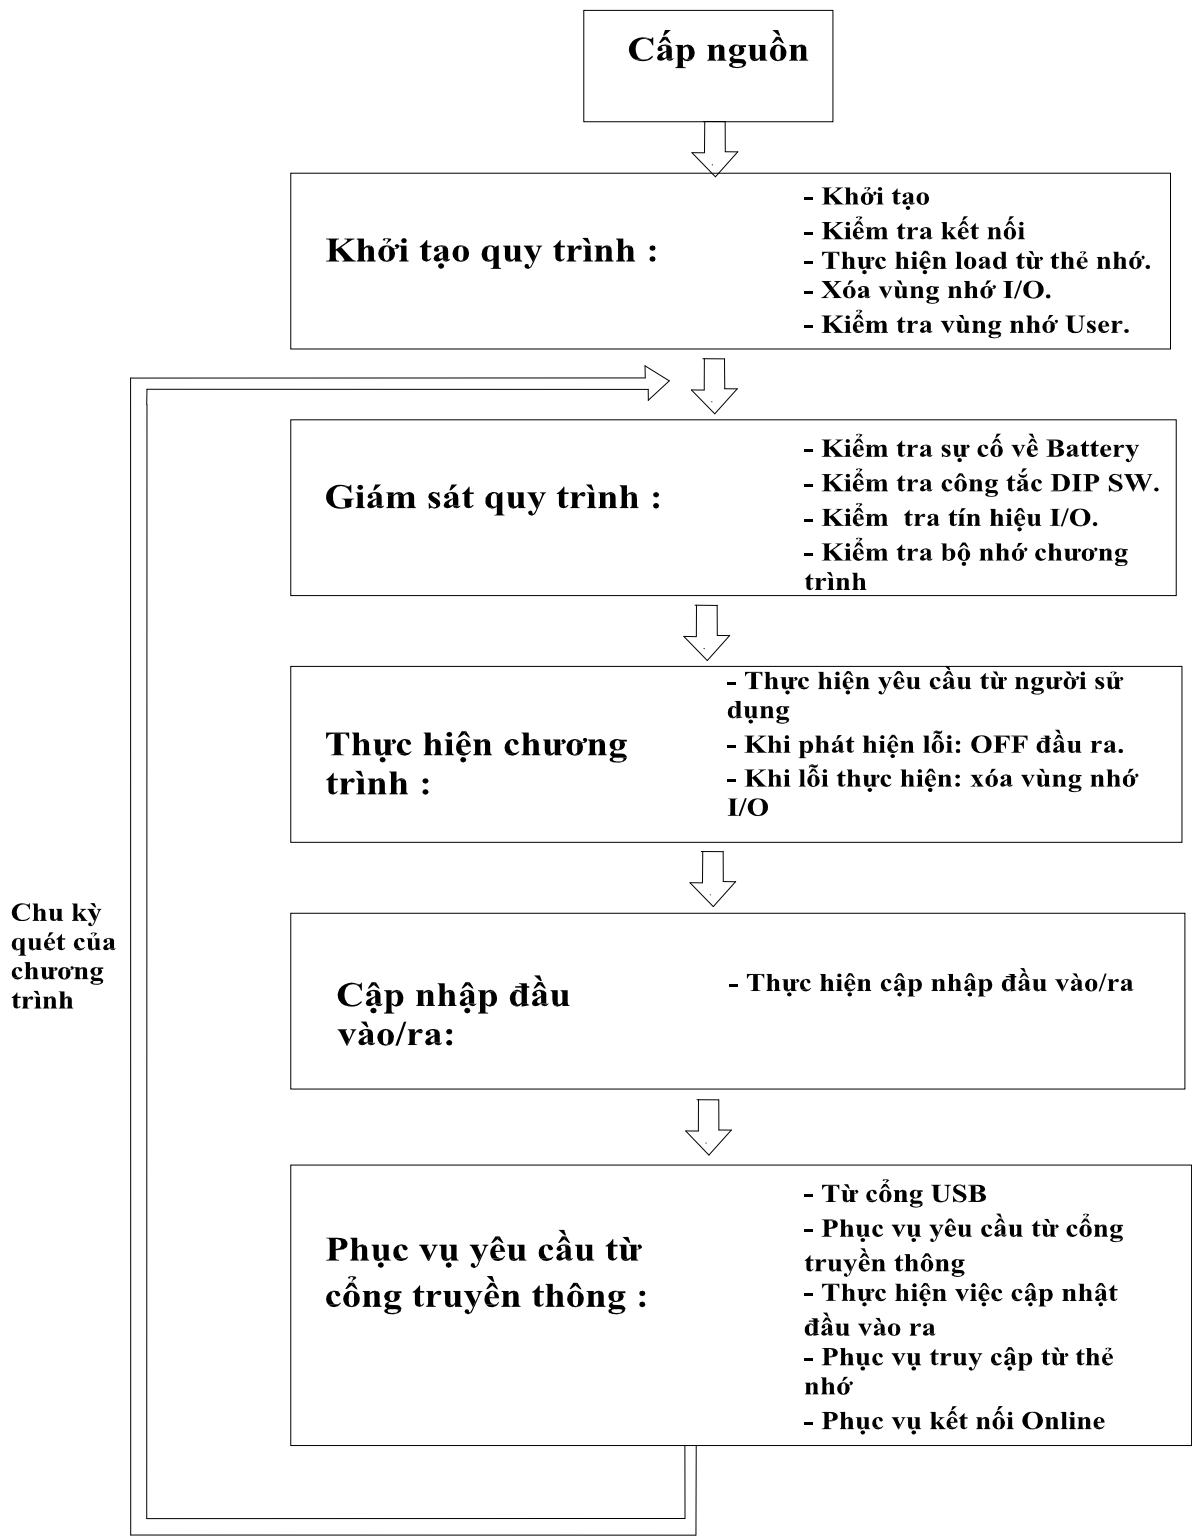 Cấp nguồn
Khởi tạo quy trình :
- Khởi tạo
- Kiểm tra kết nối
- Thực hiện load từ thẻ nhớ.
- Xóa vùng nhớ I/O.
- Kiểm tra vùng nhớ User.
Giám sát quy trình :
- Kiểm tra sự cố về Battery
- Kiểm tra công tắc DIP SW.
- Kiểm  tra tín hiệu I/O.
- Kiểm tra bộ nhớ chương
trình
Thực hiện chương
trình :
- Thực hiện yêu cầu từ người sử
dụng
- Khi phát hiện lỗi: OFF đầu ra.
- Khi lỗi thực hiện: xóa vùng nhớ
I/O
Chu kỳ
quét của
chương
trình
Cập nhập đầu
vào/ra:
- Thực hiện cập nhập đầu vào/ra
Phục vụ yêu cầu từ
cổng truyền thông :
- Từ cổng USB
- Phục vụ yêu cầu từ cổng
truyền thông
- Thực hiện việc cập nhật
đầu vào ra
- Phục vụ truy cập từ thẻ
nhớ
- Phục vụ kết nối Online